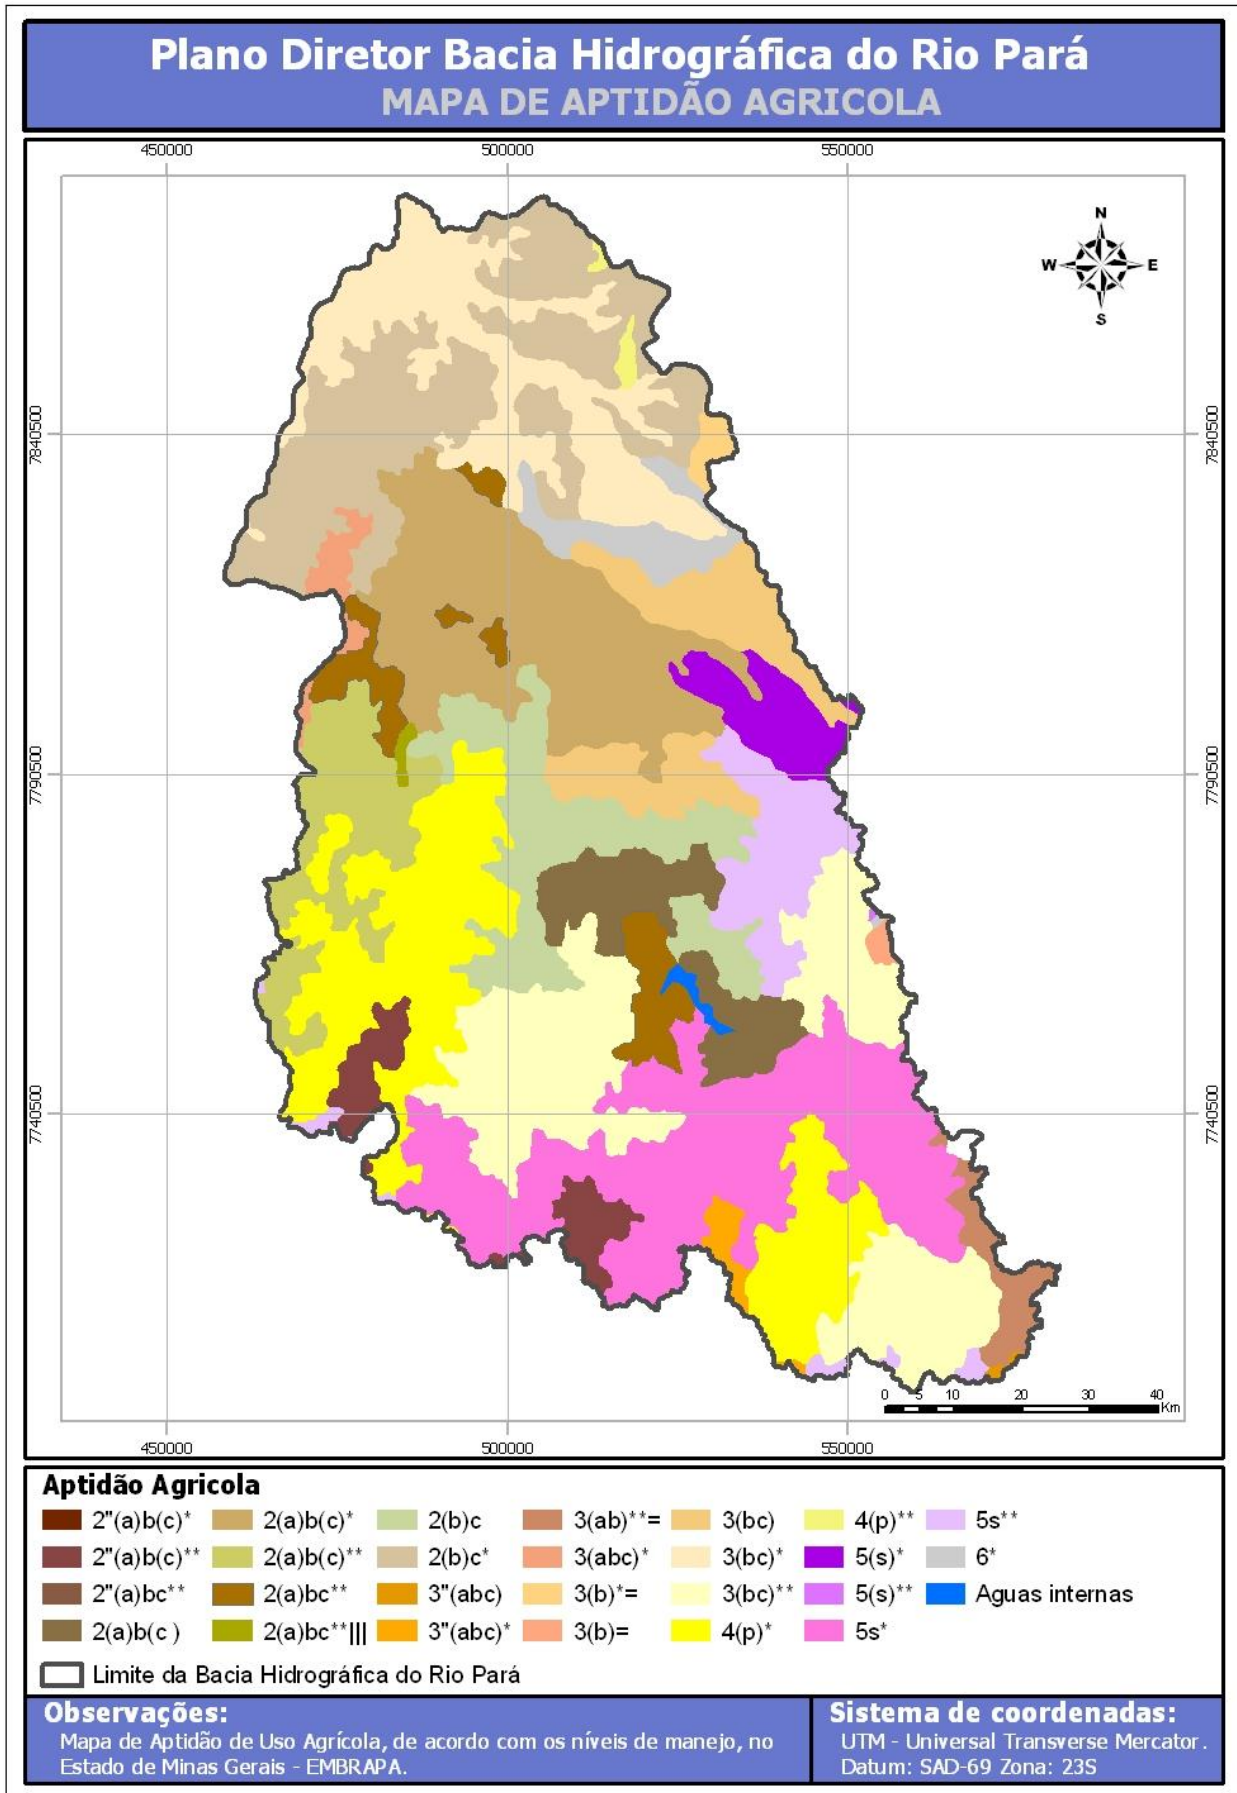 Plano Diretor Bacia Hidrográfica do Rio Pará
MAPA DE APTIDÃO AGRICOLA
450000 500000 550000
N
W E
S
7840500 7840500
7790500 7790500
7740500 7740500
0 5 10 20 30 40
Km
450000 500000 550000
Aptidão Agricola
2"(a)b(c)* 2(a)b(c)* 2(b)c 3(ab)**= 3(bc) 4(p)** 5s**
2"(a)b(c)** 2(a)b(c)** 2(b)c* 3(abc)* 3(bc)* 5(s)* 6*
2"(a)bc** 2(a)bc** 3"(abc) 3(b)*= 3(bc)** 5(s)** Aguas internas
2(a)b(c ) 2(a)bc**||| 3"(abc)* 3(b)= 4(p)* 5s*
Limite da Bacia Hidrográfica do Rio Pará
Observações:
Mapa de Aptidão de Uso Agrícola, de acordo com os níveis de manejo, no
Estado de Minas Gerais - EMBRAPA.
Sistema de coordenadas:
UTM - Universal Transverse Mercator.
Datum: SAD-69 Zona: 23S